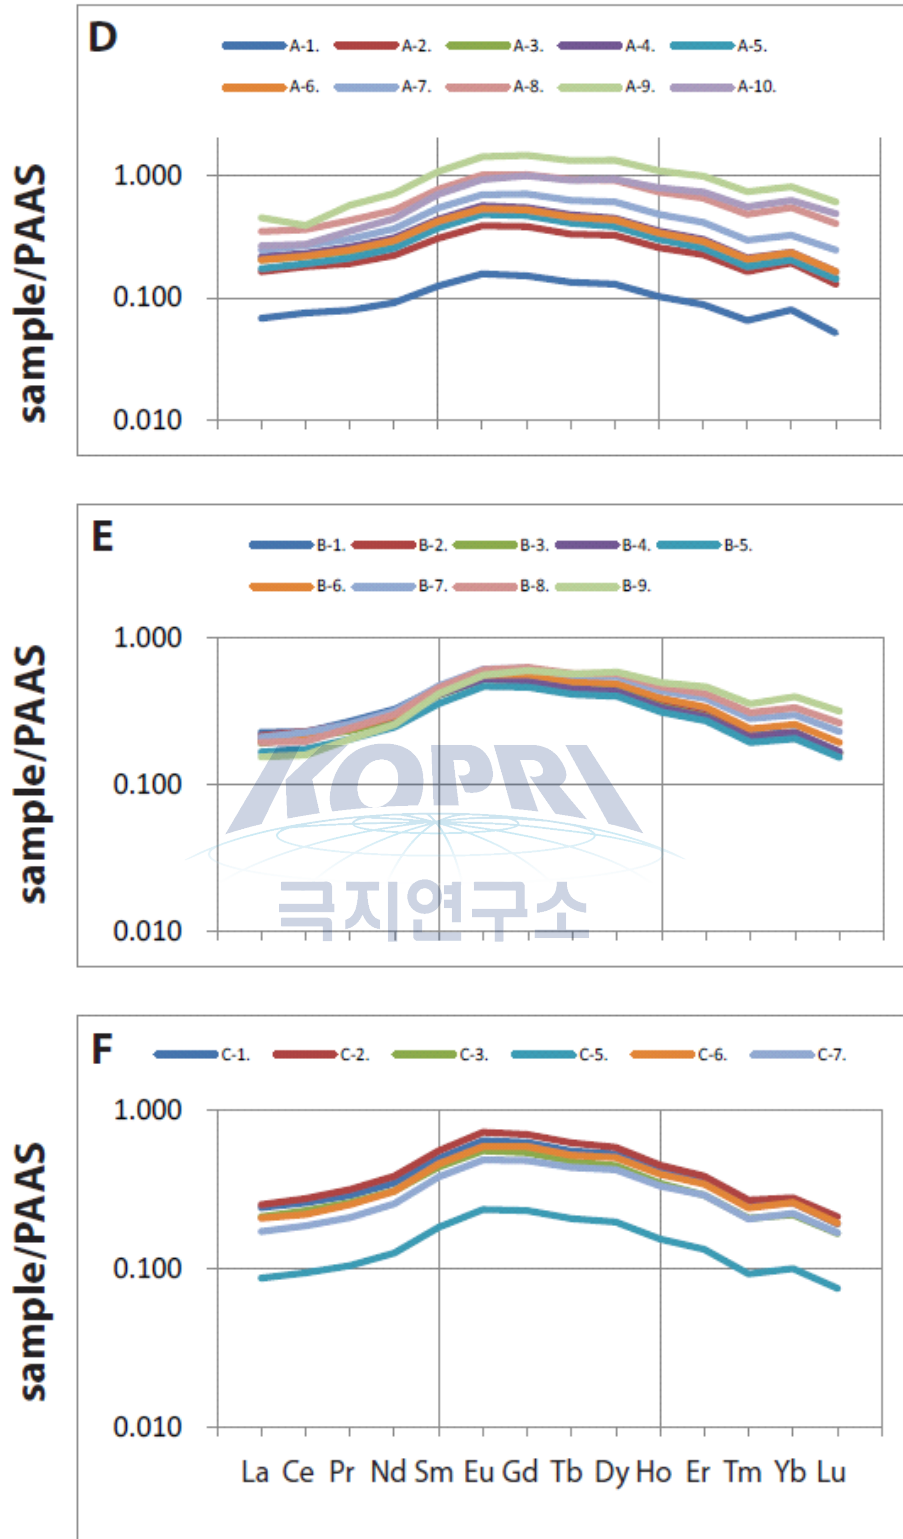 D
A-1. A-2. A-3. A-4. A-5.
A-6. A-7. A-8. A-9. A-10.
sample/PAAS
1.000
0.100
0.010
E
B-1. B-2. B-3. B-4. B-5.
B-6. B-7. B-8. B-9.
sample/PAAS
1.000
0.100
0.010
KOPRI
극지연구소
F
C-1. C-2. C-3. C-5. C-6. C-7.
sample/PAAS
1.000
0.100
0.010
La Ce Pr Nd Sm Eu Gd Tb Dy Ho Er Tm Yb Lu